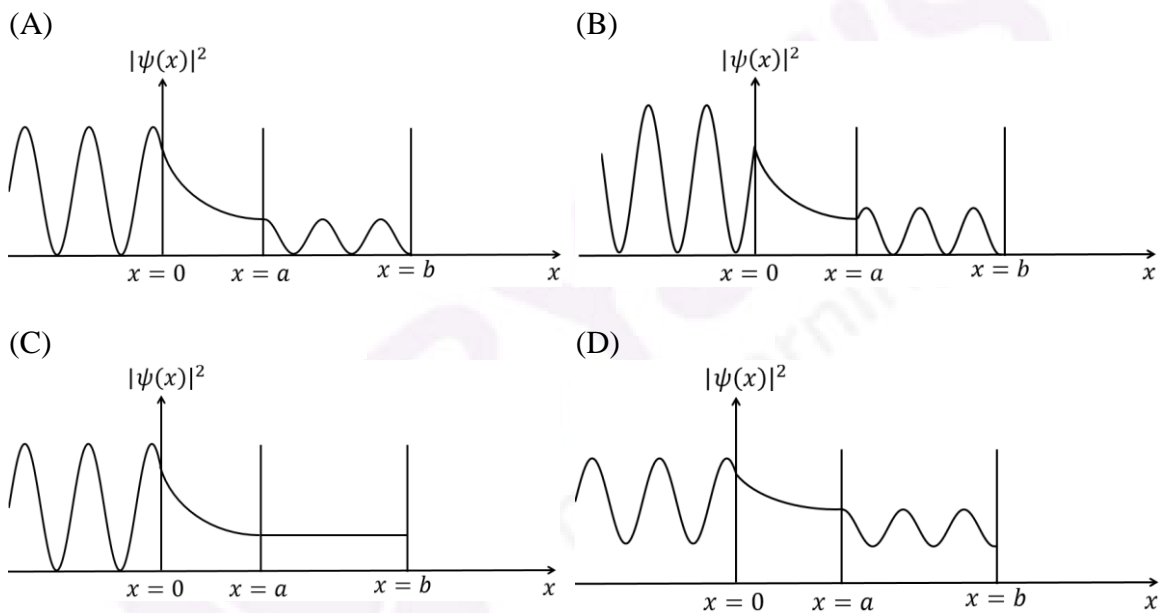 (A)
(B)
|ψ(x)|²
|ψ(x)|²
x = 0
x = a
x = b
x
x = 0
x = a
x = b
x
(C)
(D)
|ψ(x)|²
|ψ(x)|²
x = 0
x = a
x = b
x
x = 0
x = a
x = b
x